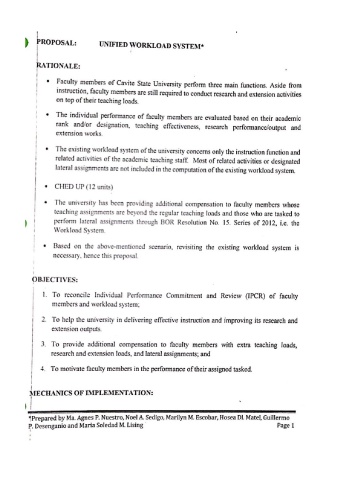 PROPOSAL: UNIFIED WORKLOAD SYSTEM*
RATIONALE:
• Faculty members of Cavite State University perform three main functions. Aside from
instruction, faculty members are still required to conduct research and extension activities
on top of their teaching loads.
• The individual performance of faculty members are evaluated based on their academic
rank and/or designation, teaching effectiveness, research performance/output and
extension works.
• The existing workload system of the university concerns only the instruction function and
related activities of the academic teaching staff. Most of related activities or designated
lateral assignments are not included in the computation of the existing workload system.
• CHED UP (12 units)
• The university has been providing additional compensation to faculty members whose
teaching assignments are beyond the regular teaching loads and those who are tasked to
perform lateral assignments through BOR Resolution No. 15. Series of 2012, i.e. the
Workload System.
• Based on the above-mentioned scenario, revisiting the existing workload system is
necessary, hence this proposal.
OBJECTIVES:
1. To reconcile Individual Performance Commitment and Review (IPCR) of faculty
members and workload system;
2. To help the university in delivering effective instruction and improving its research and
extension outputs.
3. To provide additional compensation to faculty members with extra teaching loads,
research and extension loads, and lateral assignments; and
4. To motivate faculty members in the performance of their assigned tasked.
MECHANICS OF IMPLEMENTATION:
*Prepared by Ma. Agnes P. Nuestro, Noel A. Sedigo, Marilyn M. Escobar, Hosea Dl. Matel, Guillermo
P. Desenganio and Maria Soledad M. Lising Page 1